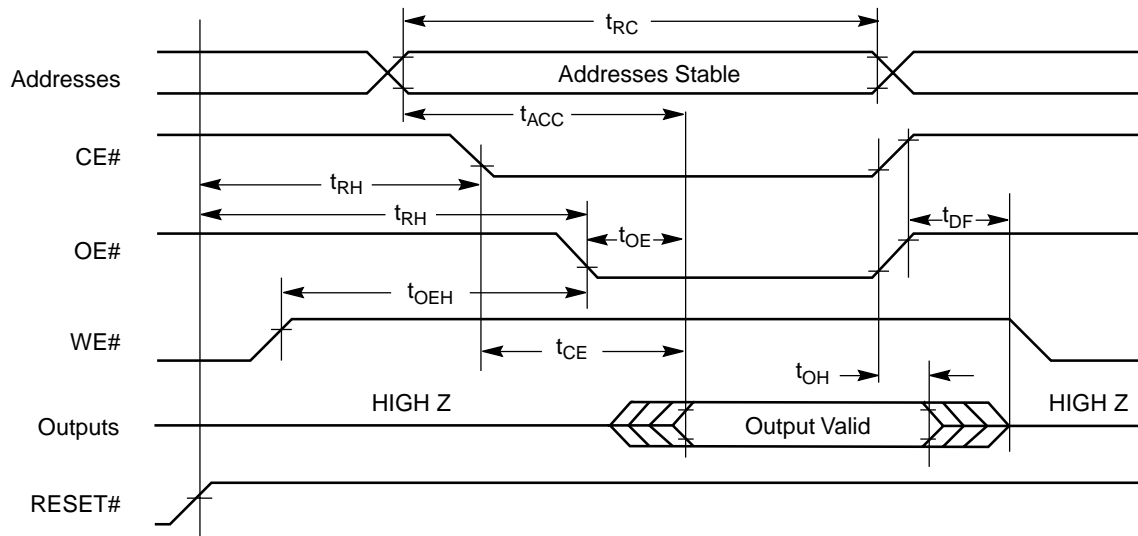 tRC
Addresses
Addresses Stable
tACC
CE#
tRH
tRH
tOE
tDF
OE#
tOEH
WE#
tCE
tOH
HIGH Z
HIGH Z
Outputs
Output Valid
RESET#